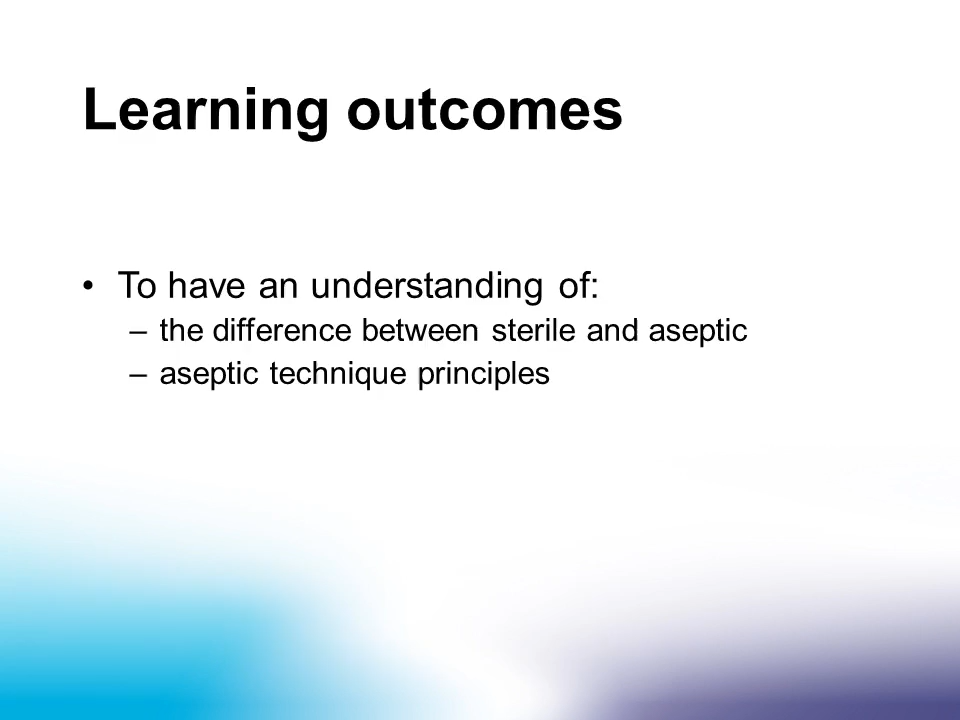 Learning outcomes
• To have an understanding of:
– the difference between sterile and aseptic
– aseptic technique principles